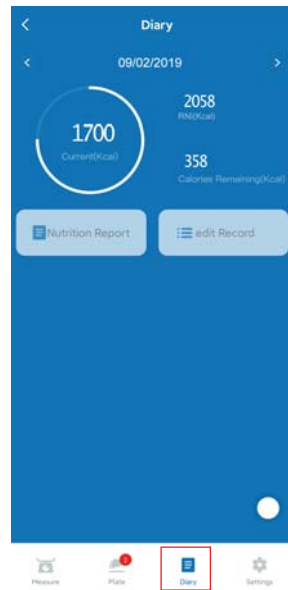 Diary
09/02/2019
2058
RNI(Kcal)
1700
Current(Kcal)
358
Calories Remaining(Kcal)
Nutrition Report
edit Record
2
Measure
Plate
Diary
Settings